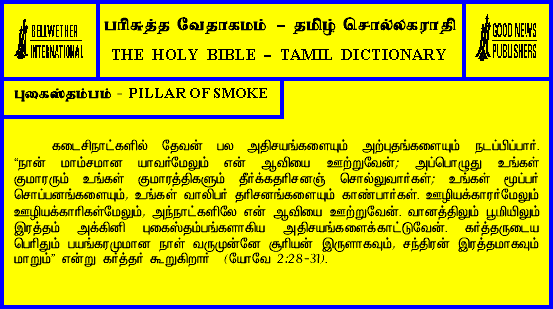 BELLWETHER
INTERNATIONAL
பரிசுத்த வேதாகமம் – தமிழ் சொல்லகராதி
THE HOLY BIBLE – TAMIL DICTIONARY
GOOD NEWS
PUBLISHERS
புகைஸ்தம்பம் - PILLAR OF SMOKE
கடைசிநாட்களில் தேவன் பல அதிசயங்களையும் அற்புதங்களையும் நடப்பிப்பார்.
“நான் மாம்சமான யாவர்மேலும் என் ஆவியை ஊற்றுவேன்; அப்பொழுது உங்கள்
குமாரரும் உங்கள் குமாரத்திகளும் தீர்க்கதரிசனஞ் சொல்லுவார்கள்; உங்கள் மூப்பர்
சொப்பனங்களையும், உங்கள் வாலிபர் தரிசனங்களையும் காண்பார்கள். ஊழியக்காரர்மேலும்
ஊழியக்காரிகள்மேலும், அந்நாட்களிலே என் ஆவியை ஊற்றுவேன். வானத்திலும் பூமியிலும்
இரத்தம் அக்கினி புகைஸ்தம்பங்களாகிய அதிசயங்களைக்காட்டுவேன். கர்த்தருடைய
பெரிதும் பயங்கரமுமான நாள் வருமுன்னே சூரியன் இருளாகவும், சந்திரன் இரத்தமாகவும்
மாறும்” என்று கர்த்தர் கூறுகிறார் (யோவே 2:28-31).